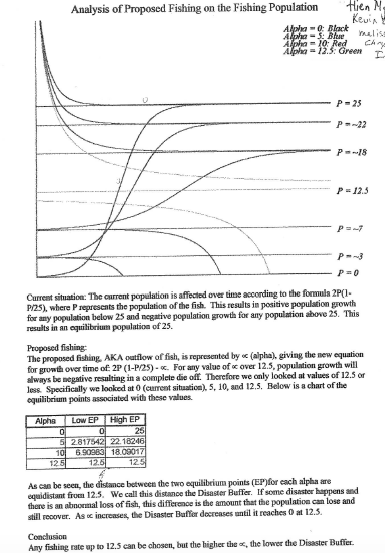 Analysis of Proposed Fishing on the Fishing Population
Hien
Kevin
Alpha = 0: Black
Alpha = 5: Blue
Alpha = 10: Red
Alpha = 12.5: Green
P = 25
P = ~22
P = ~18
P = 12.5
P = ~7
P = ~3
P = 0
Current situation: The current population is affected over time according to the formula 2P(1-
P/25), where P represents the population of the fish. This results in positive population growth
for any population below 25 and negative population growth for any population above 25. This
results in an equilibrium population of 25.
Proposed fishing:
The proposed fishing, AKA outflow of fish, is represented by ∝ (alpha), giving the new equation
for growth over time of: 2P (1-P/25) - ∝. For any value of ∝ over 12.5, population growth will
always be negative resulting in a complete die off. Therefore we only looked at values of 12.5 or
less. Specifically we looked at 0 (current situation), 5, 10, and 12.5. Below is a chart of the
equilibrium points associated with these values.
Alpha Low EP High EP
0 0 25
5 2.817542 22.18246
10 6.90983 18.09017
12.5 12.5 12.5
As can be seen, the distance between the two equilibrium points (EP)for each alpha are
equidistant from 12.5. We call this distance the Disaster Buffer. If some disaster happens and
there is an abnormal loss of fish, this difference is the amount that the population can lose and
still recover. As ∝ increases, the Disaster Buffer decreases until it reaches 0 at 12.5.
Conclusion
Any fishing rate up to 12.5 can be chosen, but the higher the ∝, the lower the Disaster Buffer.